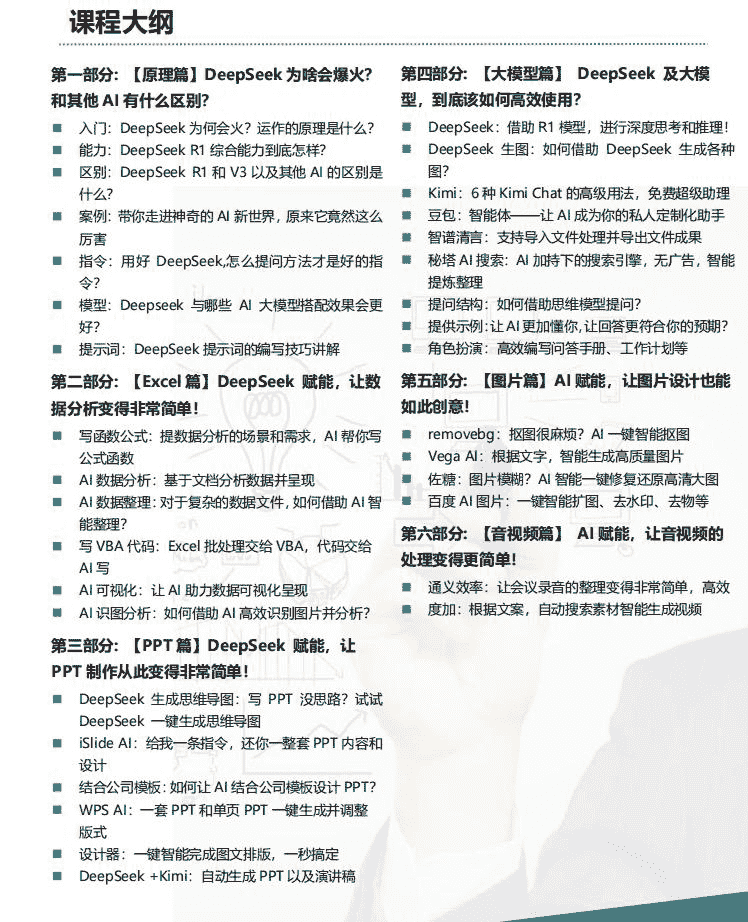 课程大纲
第一部分：【原理篇】DeepSeek 为啥会爆火？
和其他 AI 有什么区别？
■ 入门：DeepSeek 为何会火？运作的原理是什么？
■ 能力：DeepSeek R1 综合能力到底怎样？
■ 区别：DeepSeek R1 和 V3 以及其他 AI 的区别是
什么？
■ 案例: 带你走进神奇的 AI 新世界，原来它竟然这么
厉害
■ 指令：用好 DeepSeek,怎么提问方法才是好的指
令？
■ 模型：Deepseek 与哪些 AI 大模型搭配效果会更
好？
■ 提示词：DeepSeek 提示词的编写技巧讲解
第二部分：【Excel 篇】DeepSeek 赋能，让数
据分析变得非常简单！
■ 写函数公式：提数据分析的场景和需求，AI 帮你写
公式函数
■ AI 数据分析：基于文档分析数据并呈现
■ AI 数据整理：对于复杂的数据文件，如何借助 AI 智
能整理？
■ 写 VBA 代码：Excel 批处理交给 VBA，代码交给
AI 写
■ AI 可视化：让 AI 助力数据可视化呈现
■ AI 识图分析：如何借助 AI 高效识别图片并分析？
第三部分：【PPT 篇】DeepSeek 赋能，让
PPT 制作从此变得非常简单！
■ DeepSeek 生成思维导图：写 PPT 没思路？试试
DeepSeek 一键生成思维导图
■ iSlide AI：给我一条指令，还你一整套 PPT 内容和
设计
■ 结合公司模板：如何让 AI 结合公司模板设计 PPT？
■ WPS AI：一套 PPT 和单页 PPT 一键生成并调整
版式
■ 设计器：一键智能完成图文排版，一秒搞定
■ DeepSeek +Kimi：自动生成 PPT 以及演讲稿
第四部分：【大模型篇】 DeepSeek 及大模
型，到底该如何高效使用？
■ DeepSeek：借助 R1 模型，进行深度思考和推理！
■ DeepSeek 生图：如何借助 DeepSeek 生成各种
图？
■ Kimi：6 种 Kimi Chat 的高级用法，免费超级助理
■ 豆包：智能体——让 AI 成为你的私人定制化助手
■ 智谱清言：支持导入文件处理并导出文件成果
■ 秘塔 AI 搜索：AI 加持下的搜索引擎，无广告，智能
提炼整理
■ 提问结构：如何借助思维模型提问？
■ 提供示例：让 AI 更加懂你，让回答更符合你的预期？
■ 角色扮演：高效编写问答手册、工作计划等
第五部分：【图片篇】AI 赋能，让图片设计也能
如此创意！
■ removebg：抠图很麻烦？AI 一键智能抠图
■ Vega AI：根据文字，智能生成高质量图片
■ 佐糖：图片模糊？AI 智能一键修复还原高清大图
■ 百度 AI 图片：一键智能扩图、去水印、去物等
第六部分：【音视频篇】 AI 赋能，让音视频的
处理变得更简单！
■ 通义效率：让会议录音的整理变得非常简单，高效
■ 度加：根据文案，自动搜索素材智能生成视频